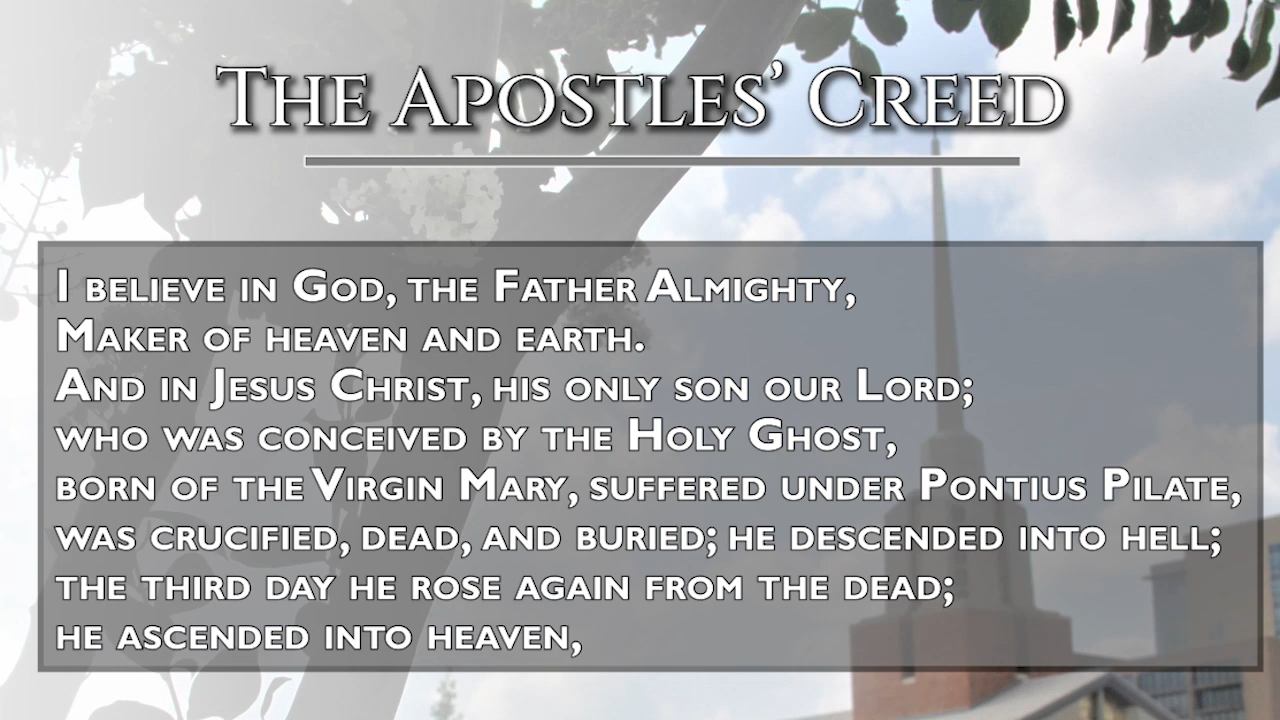 The Apostles’ Creed
I believe in God, the Father Almighty,
Maker of heaven and earth.
And in Jesus Christ, his only son our Lord;
who was conceived by the Holy Ghost,
born of the Virgin Mary, suffered under Pontius Pilate,
was crucified, dead, and buried; he descended into hell;
the third day he rose again from the dead;
he ascended into heaven,